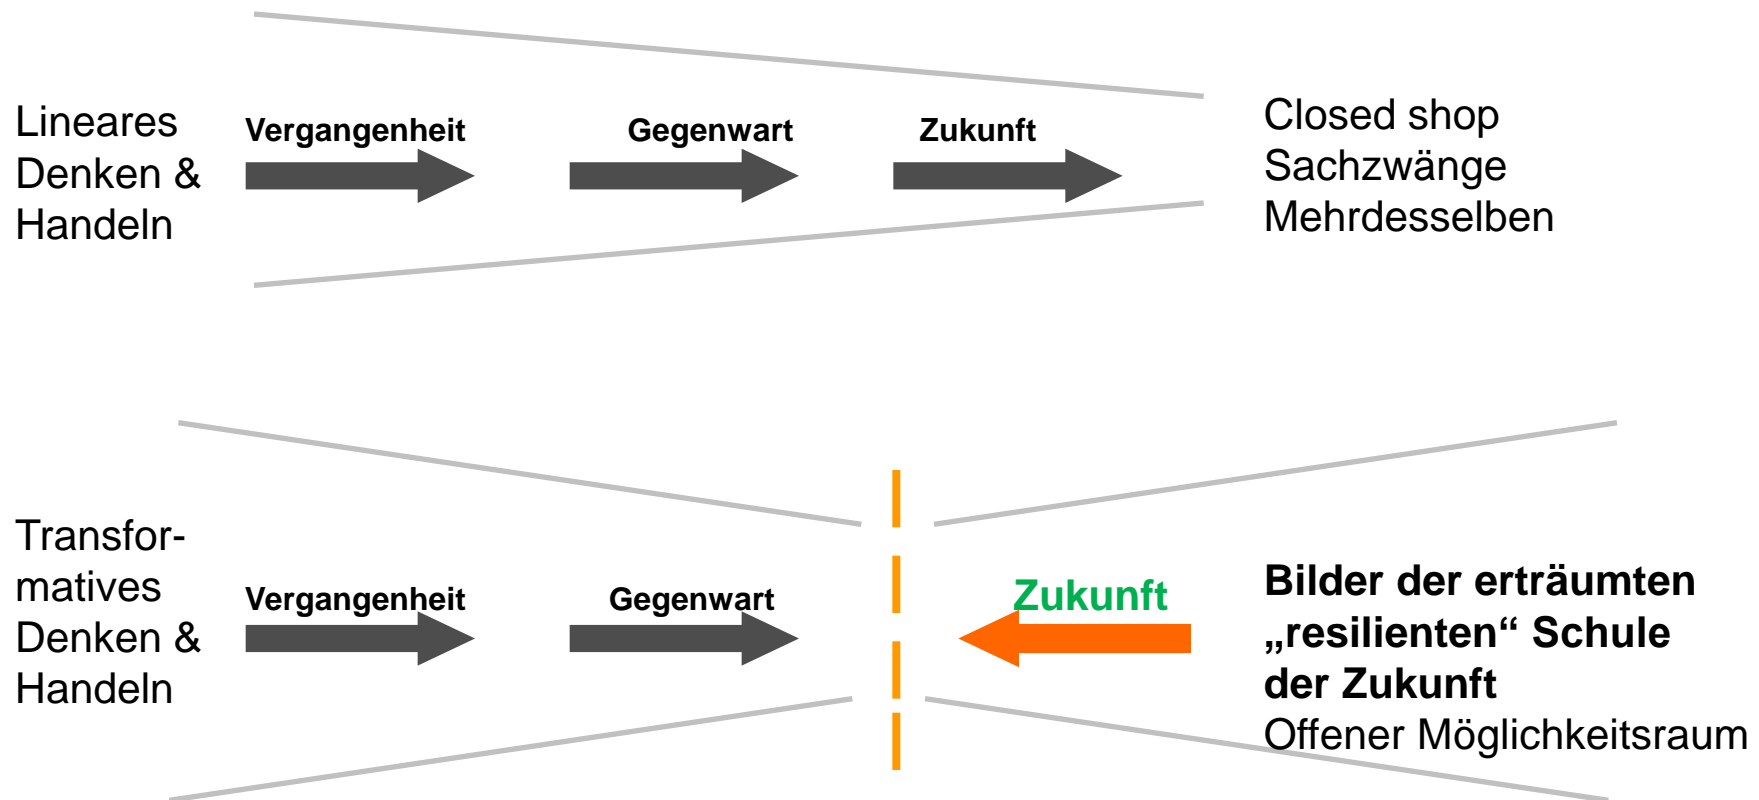 Lineares
Denken &
Handeln
Vergangenheit
Gegenwart
Zukunft
Closed shop
Sachzwänge
Mehrdesselben
Transfor-
matives
Denken &
Handeln
Vergangenheit
Gegenwart
Zukunft
Bilder der erträumten
„resilienten“ Schule
der Zukunft
Offener Möglichkeitsraum